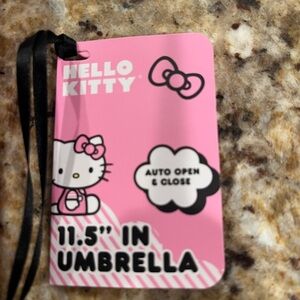 HELLO
KITTY
AUTO OPEN
& CLOSE
11.5" IN
UMBRELLA